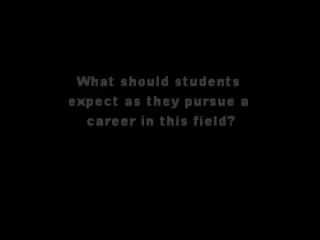 What should students
expect as they pursue a
career in this field?